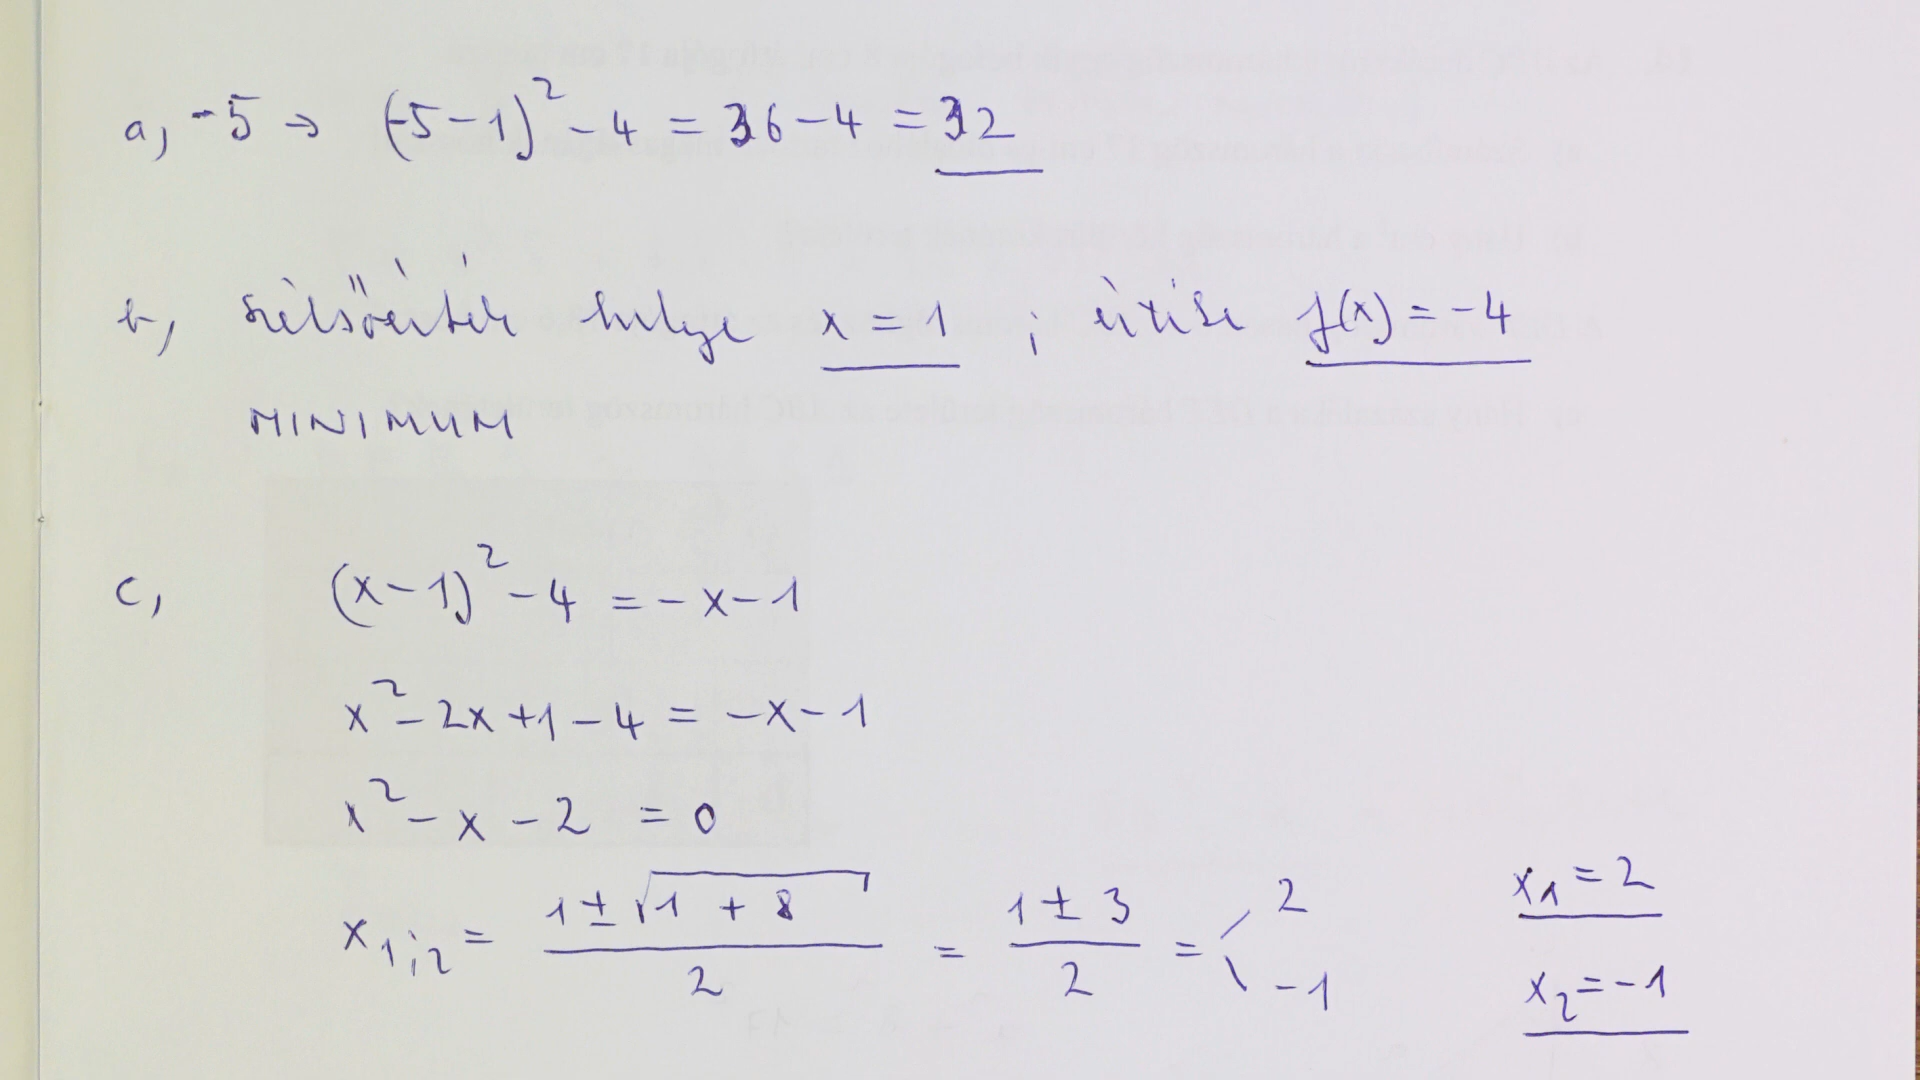 a, -5 → (-5-1)² - 4 = 36 - 4 = 32
b, szélsőérték helye x = 1 ; értéke f(x) = -4
MINIMUM
c, (x-1)² - 4 = -x - 1
x² - 2x + 1 - 4 = -x - 1
x² - x - 2 = 0
x₁;₂ = (1 ± √(1 + 8))/2 = (1 ± 3)/2 = < 2 -1
x₁ = 2
x₂ = -1